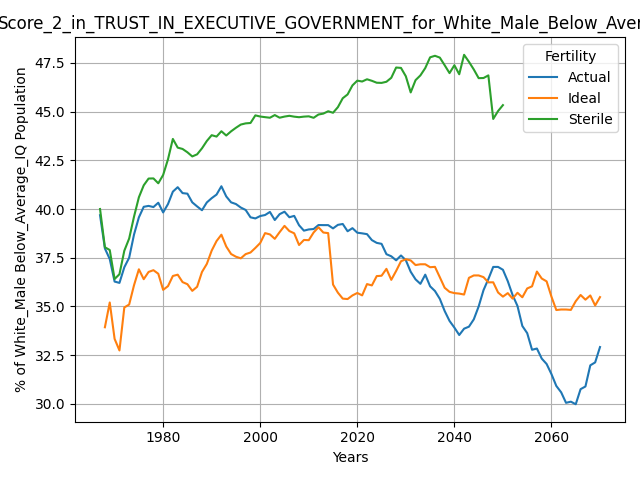 Score_2_in_TRUST_IN_EXECUTIVE_GOVERNMENT_for_White_Male_Below_Aver
% of White_Male Below_Average_IQ Population
47.5
45.0
42.5
40.0
37.5
35.0
32.5
30.0
Fertility
Actual
Ideal
Sterile
1980 2000 2020 2040 2060
Years